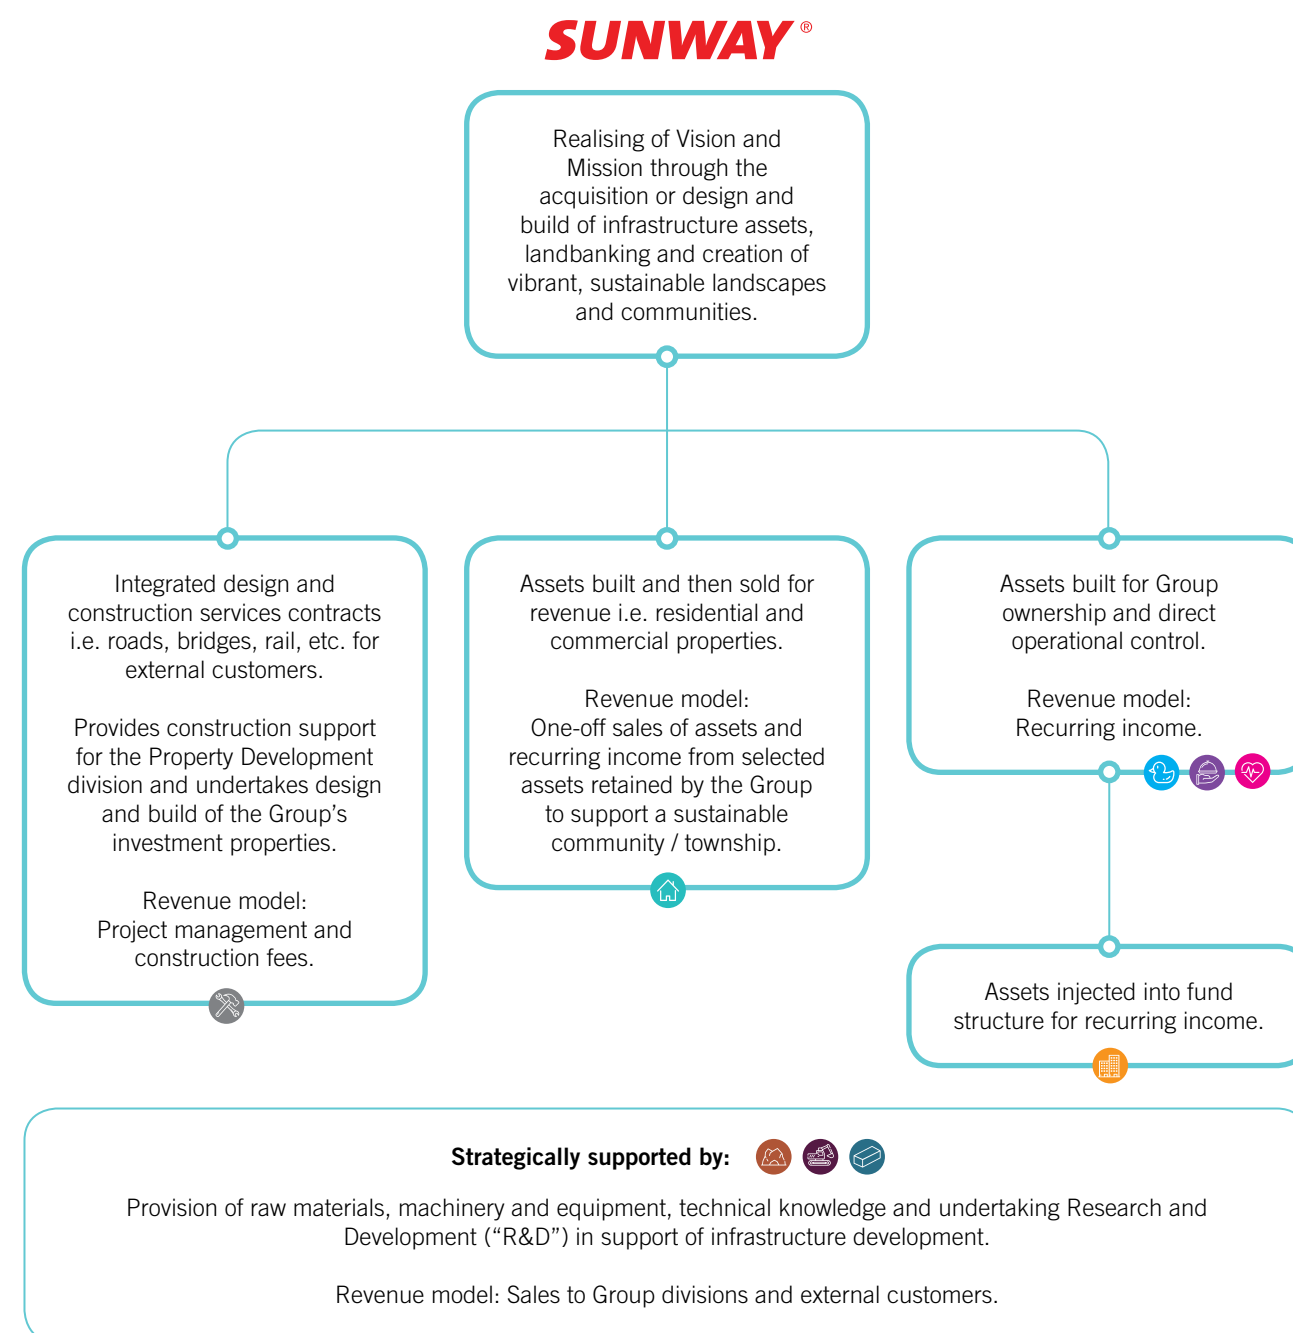 SUNWAY®
Realising of Vision and
Mission through the
acquisition or design and
build of infrastructure assets,
landbanking and creation of
vibrant, sustainable landscapes
and communities.
Integrated design and
construction services contracts
i.e. roads, bridges, rail, etc. for
external customers.
Provides construction support
for the Property Development
division and undertakes design
and build of the Group’s
investment properties.
Revenue model:
Project management and
construction fees.
Assets built and then sold for
revenue i.e. residential and
commercial properties.
Revenue model:
One-off sales of assets and
recurring income from selected
assets retained by the Group
to support a sustainable
community / township.
Assets built for Group
ownership and direct
operational control.
Revenue model:
Recurring income.
Assets injected into fund
structure for recurring income.
Strategically supported by:
Provision of raw materials, machinery and equipment, technical knowledge and undertaking Research and
Development (“R&D”) in support of infrastructure development.
Revenue model: Sales to Group divisions and external customers.